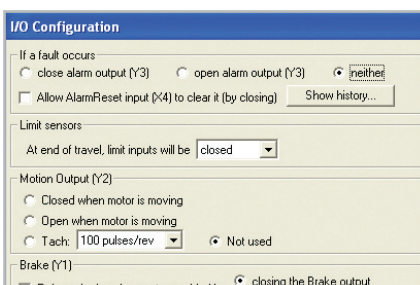 I/O Configuration
If a fault occurs
close alarm output (Y3) open alarm output (Y3) neither
Allow AlarmReset input (X4) to clear it (by closing) Show history...
Limit sensors
At end of travel, limit inputs will be closed
Motion Output (Y2)
Closed when motor is moving
Open when motor is moving
Tach: 100 pulses/rev Not used
Brake (Y1)
closing the Brake output